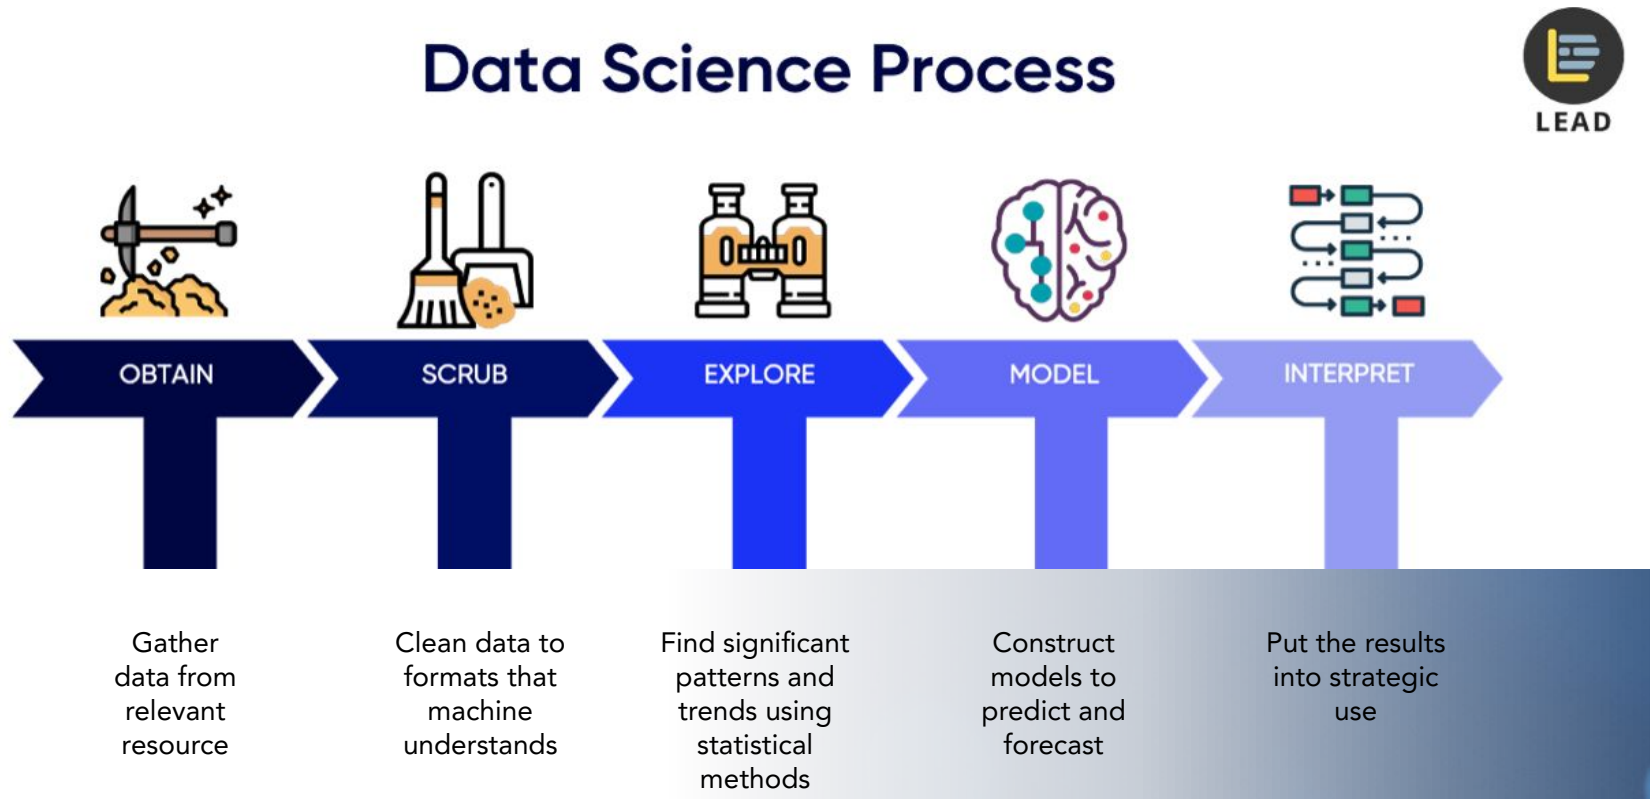 Data Science Process
LEAD
OBTAIN
SCRUB
EXPLORE
MODEL
INTERPRET
Gather
data from
relevant
resource
Clean data to
formats that
machine
understands
Find significant
patterns and
trends using
statistical
methods
Construct
models to
predict and
forecast
Put the results
into strategic
use